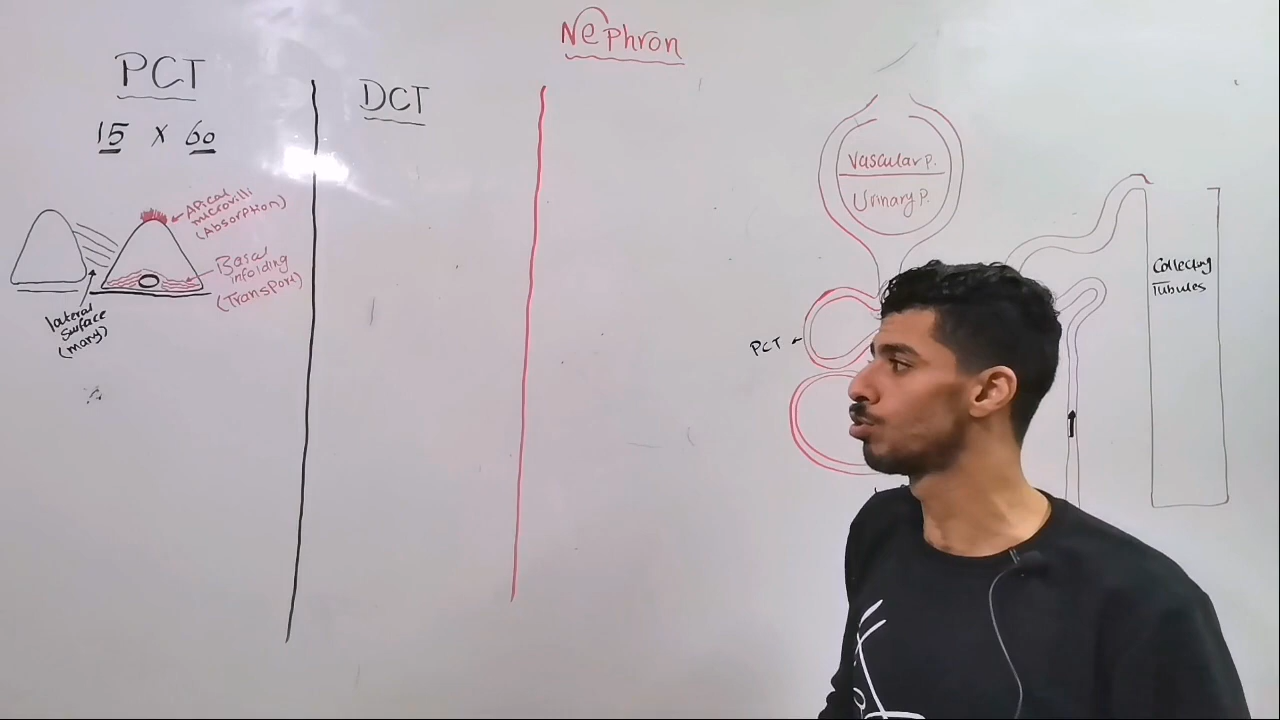 Nephron
PCT
15 x 60
Apical
microvilli
(Absorption)
Basal
infolding
(Transport)
lateral
surface
(many)
DCT
Vascular P.
Urinary P.
PCT
Collecting
Tubules